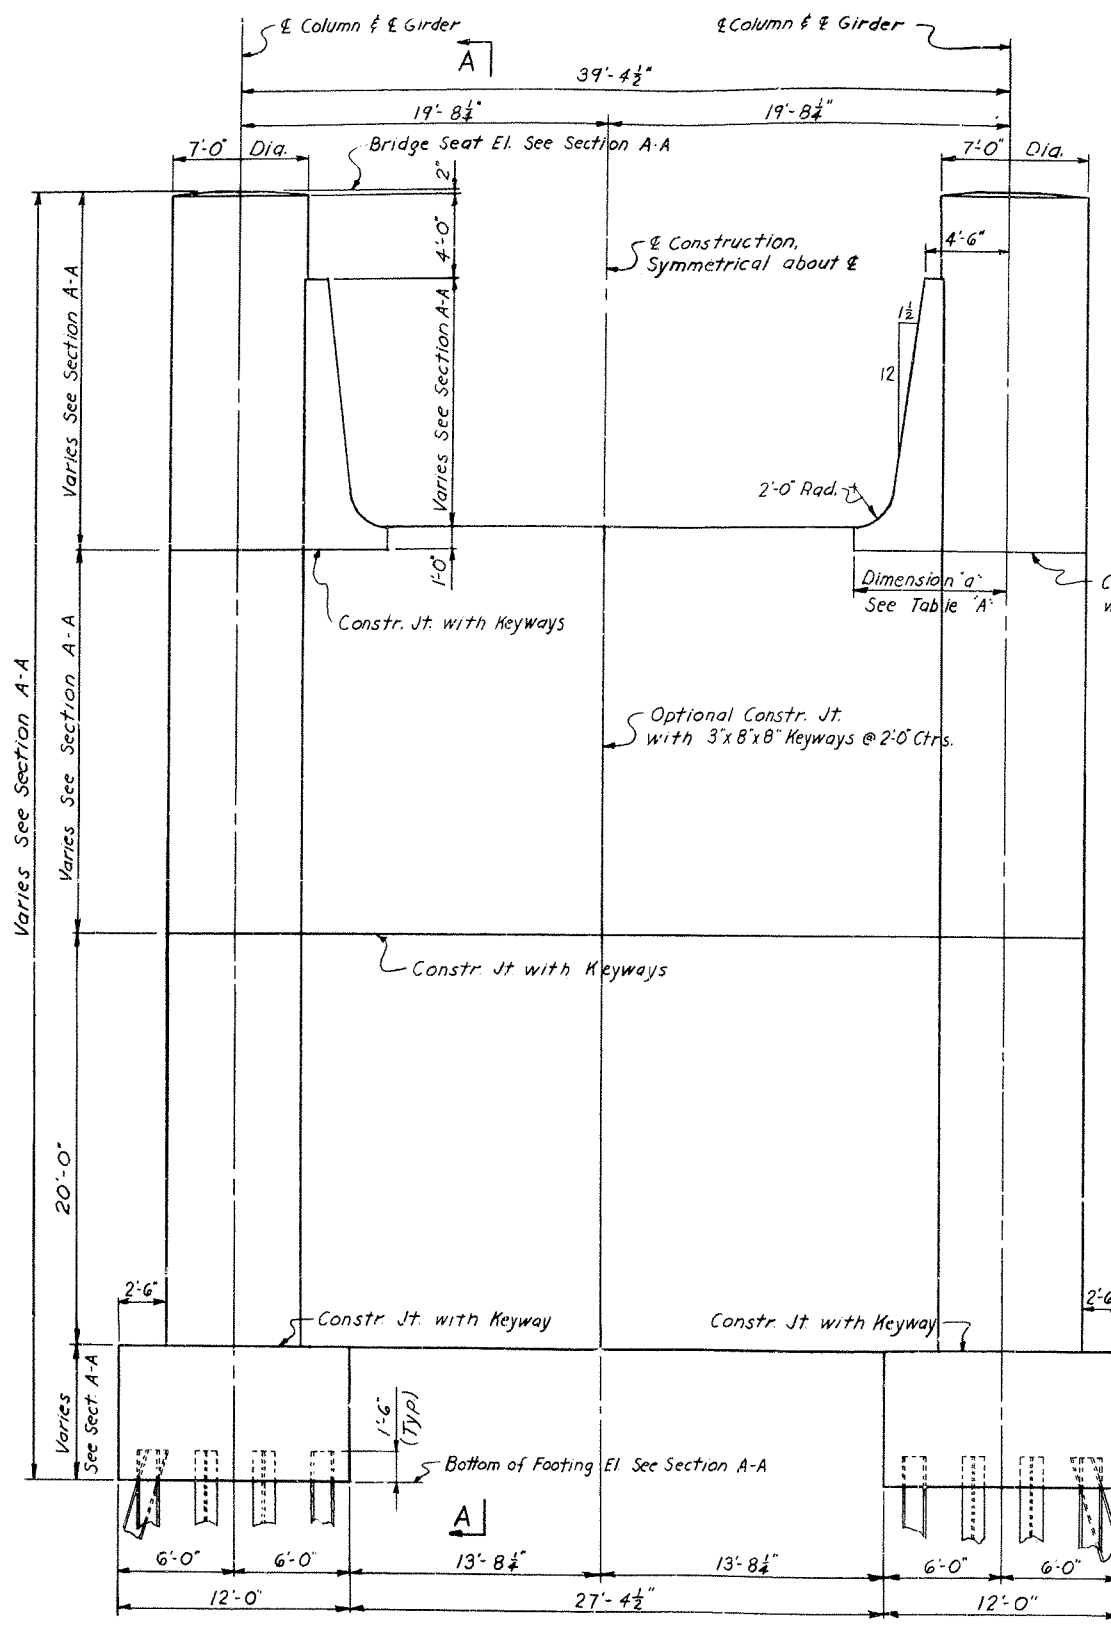 ℄ Column & ℄ Girder
℄ Column & ℄ Girder
A
39'-4½"
19'-8¼"
19'-8¼"
Bridge Seat El. See Section A-A
7'-0" Dia.
7'-0" Dia.
2"
4'-0"
4'-6"
℄ Construction,
Symmetrical about ℄
Varies See Section A-A
Varies See Section A-A
1½
12
2'-0" Rad.
1'-0"
Dimension "a"
See Table "A"
C
Constr. Jt. with Keyways
Varies See Section A-A
Varies See Section A-A
Optional Constr. Jt.
with 3"x8"x8" Keyways @ 2'-0" Ctrs.
Constr. Jt. with Keyways
20'-0"
2'-6"
2'-6
Constr. Jt. with Keyway
Constr. Jt. with Keyway
Varies
See Sect. A-A
1'-6"
(Typ.)
Bottom of Footing El. See Section A-A
A
6'-0"
6'-0"
13'-8¼"
13'-8¼"
6'-0"
6'-0"
12'-0"
27'-4½"
12'-0"